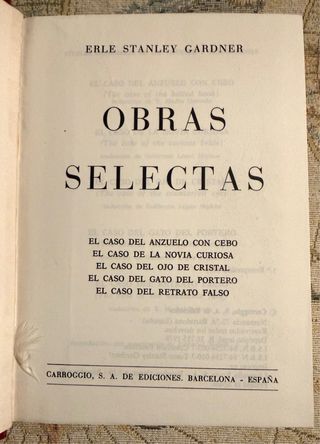 ERLE STANLEY GARDNER
OBRAS
SELECTAS
EL CASO DEL ANZUELO CON CEBO
EL CASO DE LA NOVIA CURIOSA
EL CASO DEL OJO DE CRISTAL
EL CASO DEL GATO DEL PORTERO
EL CASO DEL RETRATO FALSO
CARROGGIO, S. A. DE EDICIONES. BARCELONA - ESPAÑA